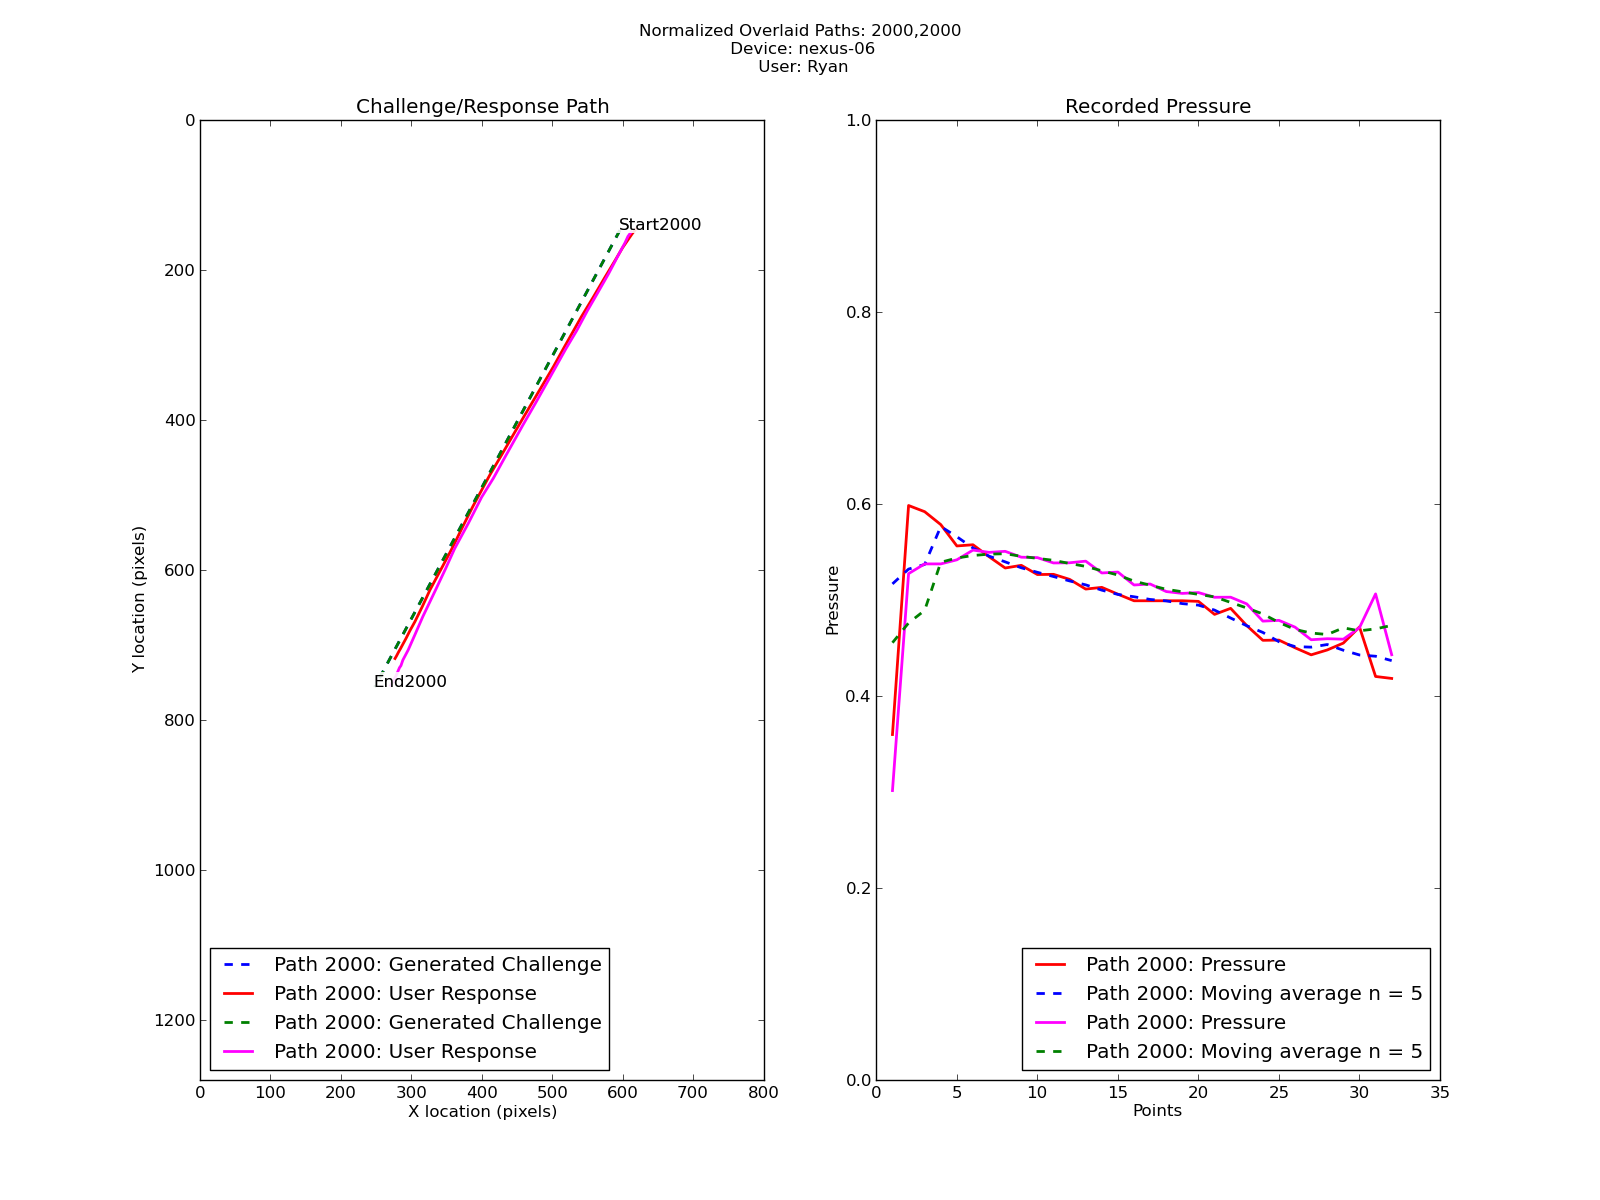 Normalized Overlaid Paths: 2000,2000
Device: nexus-06
User: Ryan
Challenge/Response Path
0
200
400
600
800
1000
1200
Y location (pixels)
Start2000
End2000
Path 2000: Generated Challenge
Path 2000: User Response
Path 2000: Generated Challenge
Path 2000: User Response
0 100 200 300 400 500 600 700 800
X location (pixels)
Recorded Pressure
1.0
0.8
0.6
0.4
0.2
0.0
Pressure
Path 2000: Pressure
Path 2000: Moving average n = 5
Path 2000: Pressure
Path 2000: Moving average n = 5
0 5 10 15 20 25 30 35
Points